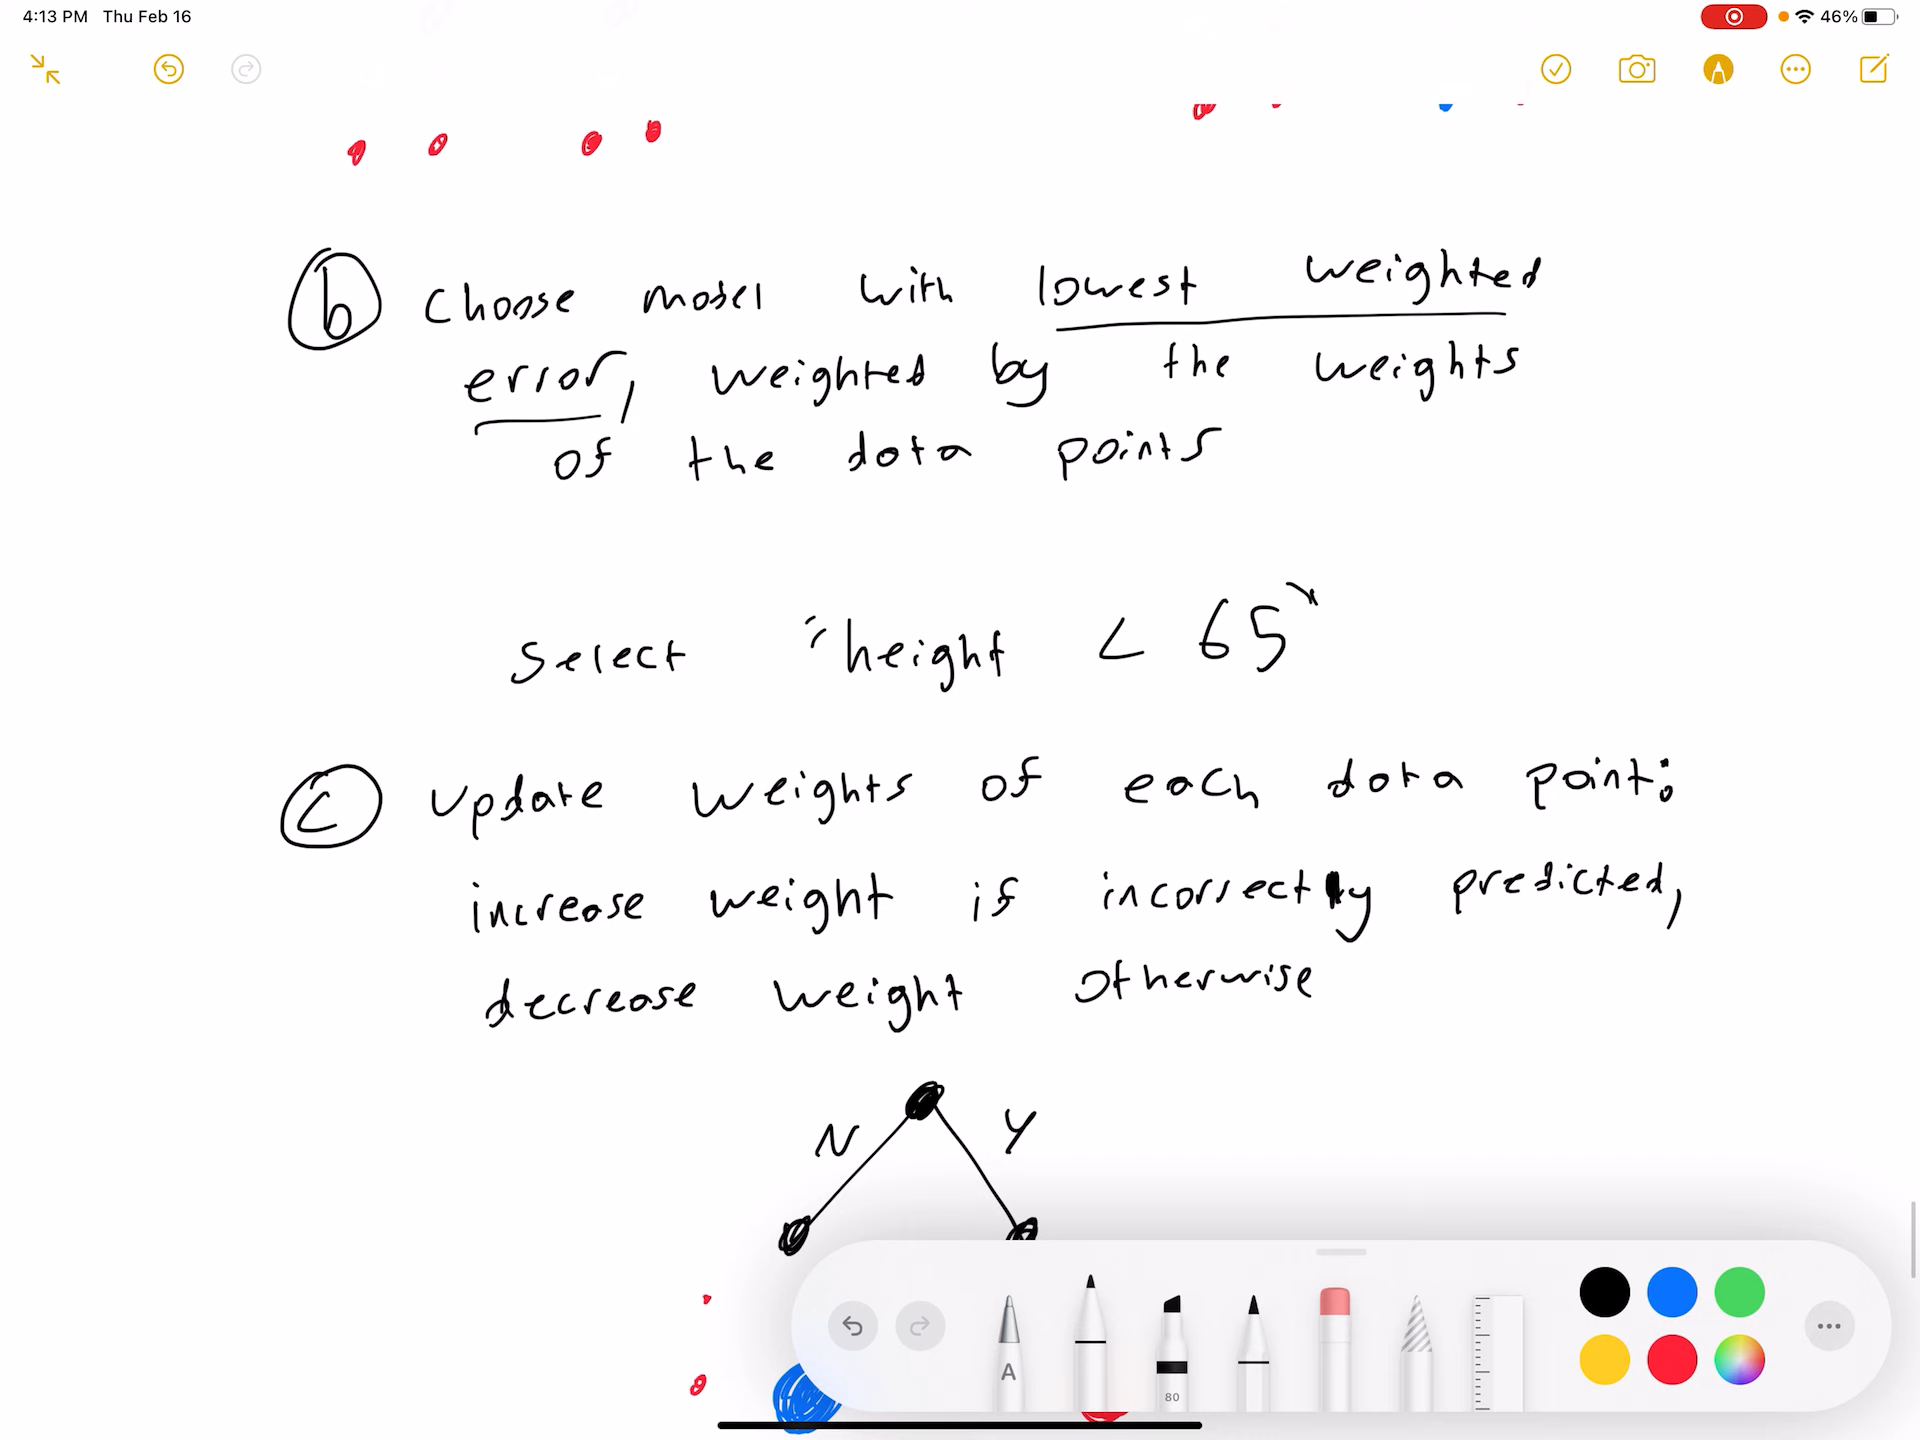 4:13 PM Thu Feb 16
46%
b Choose model with lowest weighted
error, weighted by the weights
of the data points
Select "height < 65"
c Update weights of each data point:
increase weight if incorrectly predicted,
decrease weight otherwise
N Y
A
80